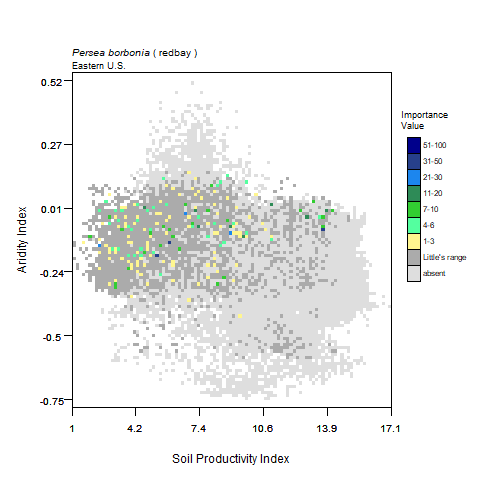 Persea borbonia ( redbay )
Eastern U.S.
0.52
0.27
0.01
-0.24
-0.5
-0.75
Aridity Index
1 4.2 7.4 10.6 13.9 17.1
Soil Productivity Index
Importance
Value
51-100
31-50
21-30
11-20
7-10
4-6
1-3
Little's range
absent